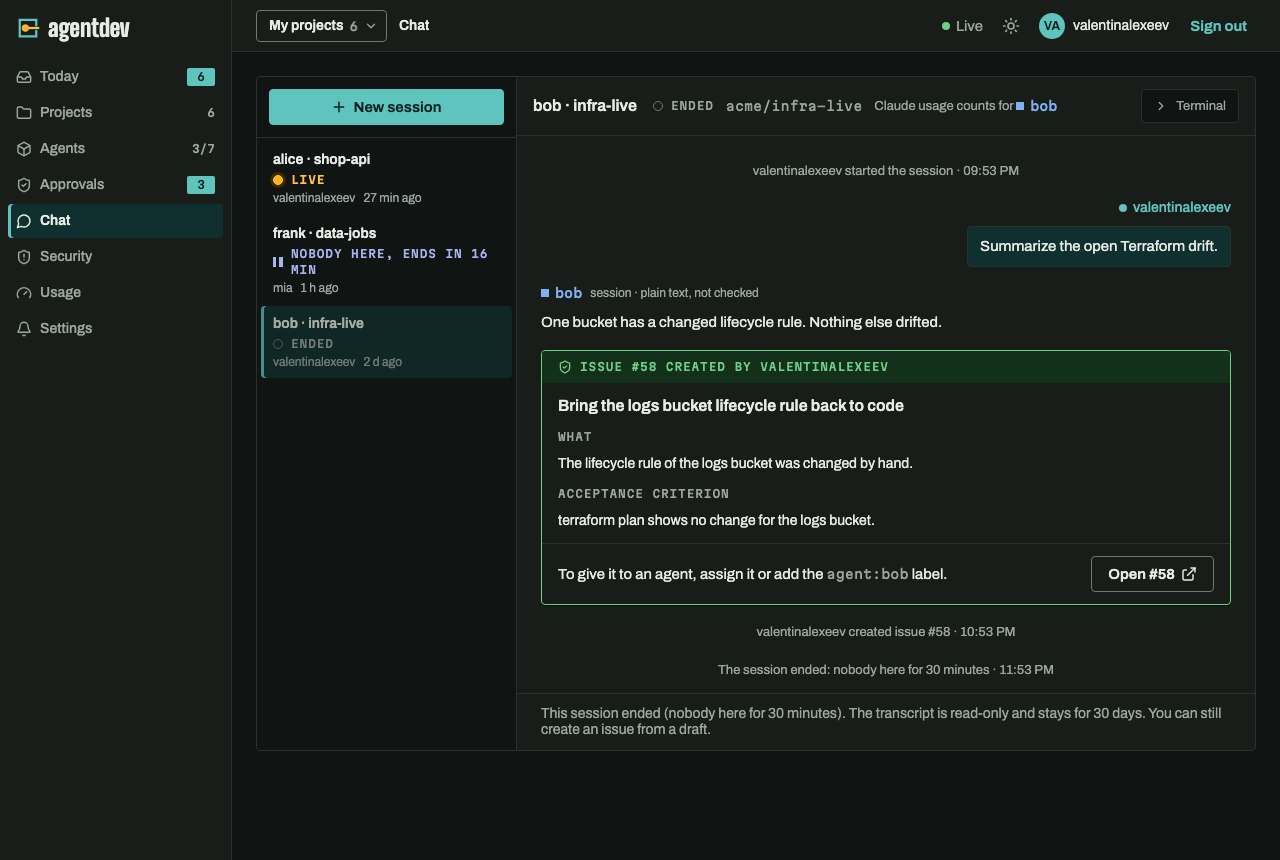 agentdev
My projects 6
Chat
Live
VA
valentinalexeev
Sign out
Today 6
Projects 6
Agents 3/7
Approvals 3
Chat
Security
Usage
Settings
New session
alice · shop-api
LIVE
valentinalexeev 27 min ago
frank · data-jobs
NOBODY HERE, ENDS IN 16
MIN
mia 1 h ago
bob · infra-live
ENDED
valentinalexeev 2 d ago
bob · infra-live ENDED acme/infra-live Claude usage counts for bob
Terminal
valentinalexeev started the session · 09:53 PM
valentinalexeev
Summarize the open Terraform drift.
bob session · plain text, not checked
One bucket has a changed lifecycle rule. Nothing else drifted.
ISSUE #58 CREATED BY VALENTINALEXEEV
Bring the logs bucket lifecycle rule back to code
WHAT
The lifecycle rule of the logs bucket was changed by hand.
ACCEPTANCE CRITERION
terraform plan shows no change for the logs bucket.
To give it to an agent, assign it or add the agent:bob label.
Open #58
valentinalexeev created issue #58 · 10:53 PM
The session ended: nobody here for 30 minutes · 11:53 PM
This session ended (nobody here for 30 minutes). The transcript is read-only and stays for 30 days. You can still
create an issue from a draft.